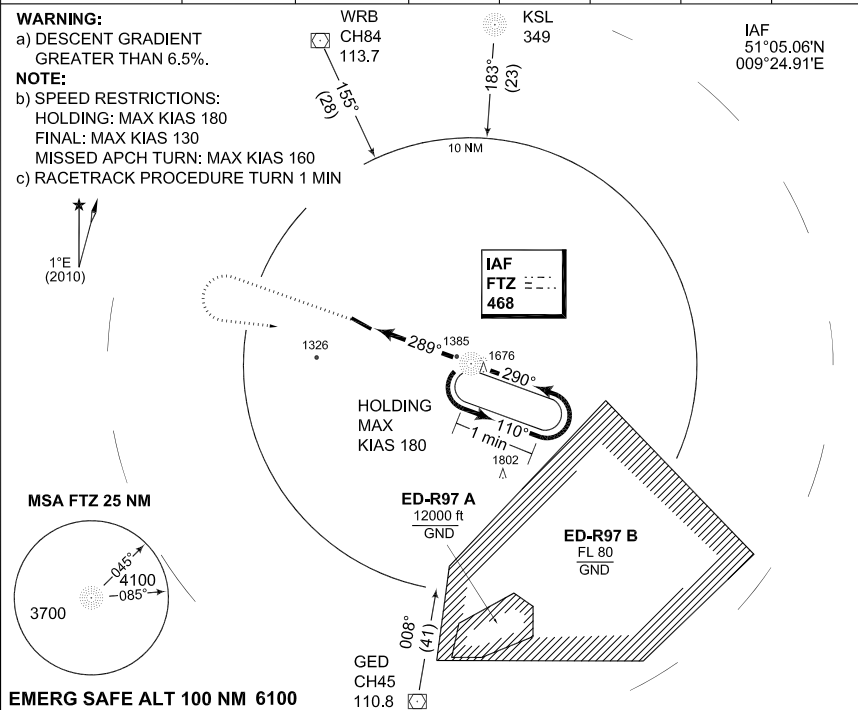 WARNING:
a) DESCENT GRADIENT
GREATER THAN 6.5%.
NOTE:
b) SPEED RESTRICTIONS:
HOLDING: MAX KIAS 180
FINAL: MAX KIAS 130
MISSED APCH TURN: MAX KIAS 160
c) RACETRACK PROCEDURE TURN 1 MIN
WRB
CH84
113.7
KSL
349
IAF
51°05.06'N
009°24.91'E
155°
(28)
183°
(23)
10 NM
1°E
(2010)
IAF
FTZ
468
289°
1385
1676
1326
290°
HOLDING
MAX
KIAS 180
110°
1 min
1802
MSA FTZ 25 NM
045°
4100
085°
3700
ED-R97 A
12000 ft
GND
ED-R97 B
FL 80
GND
008°
(41)
GED
CH45
110.8
EMERG SAFE ALT 100 NM 6100